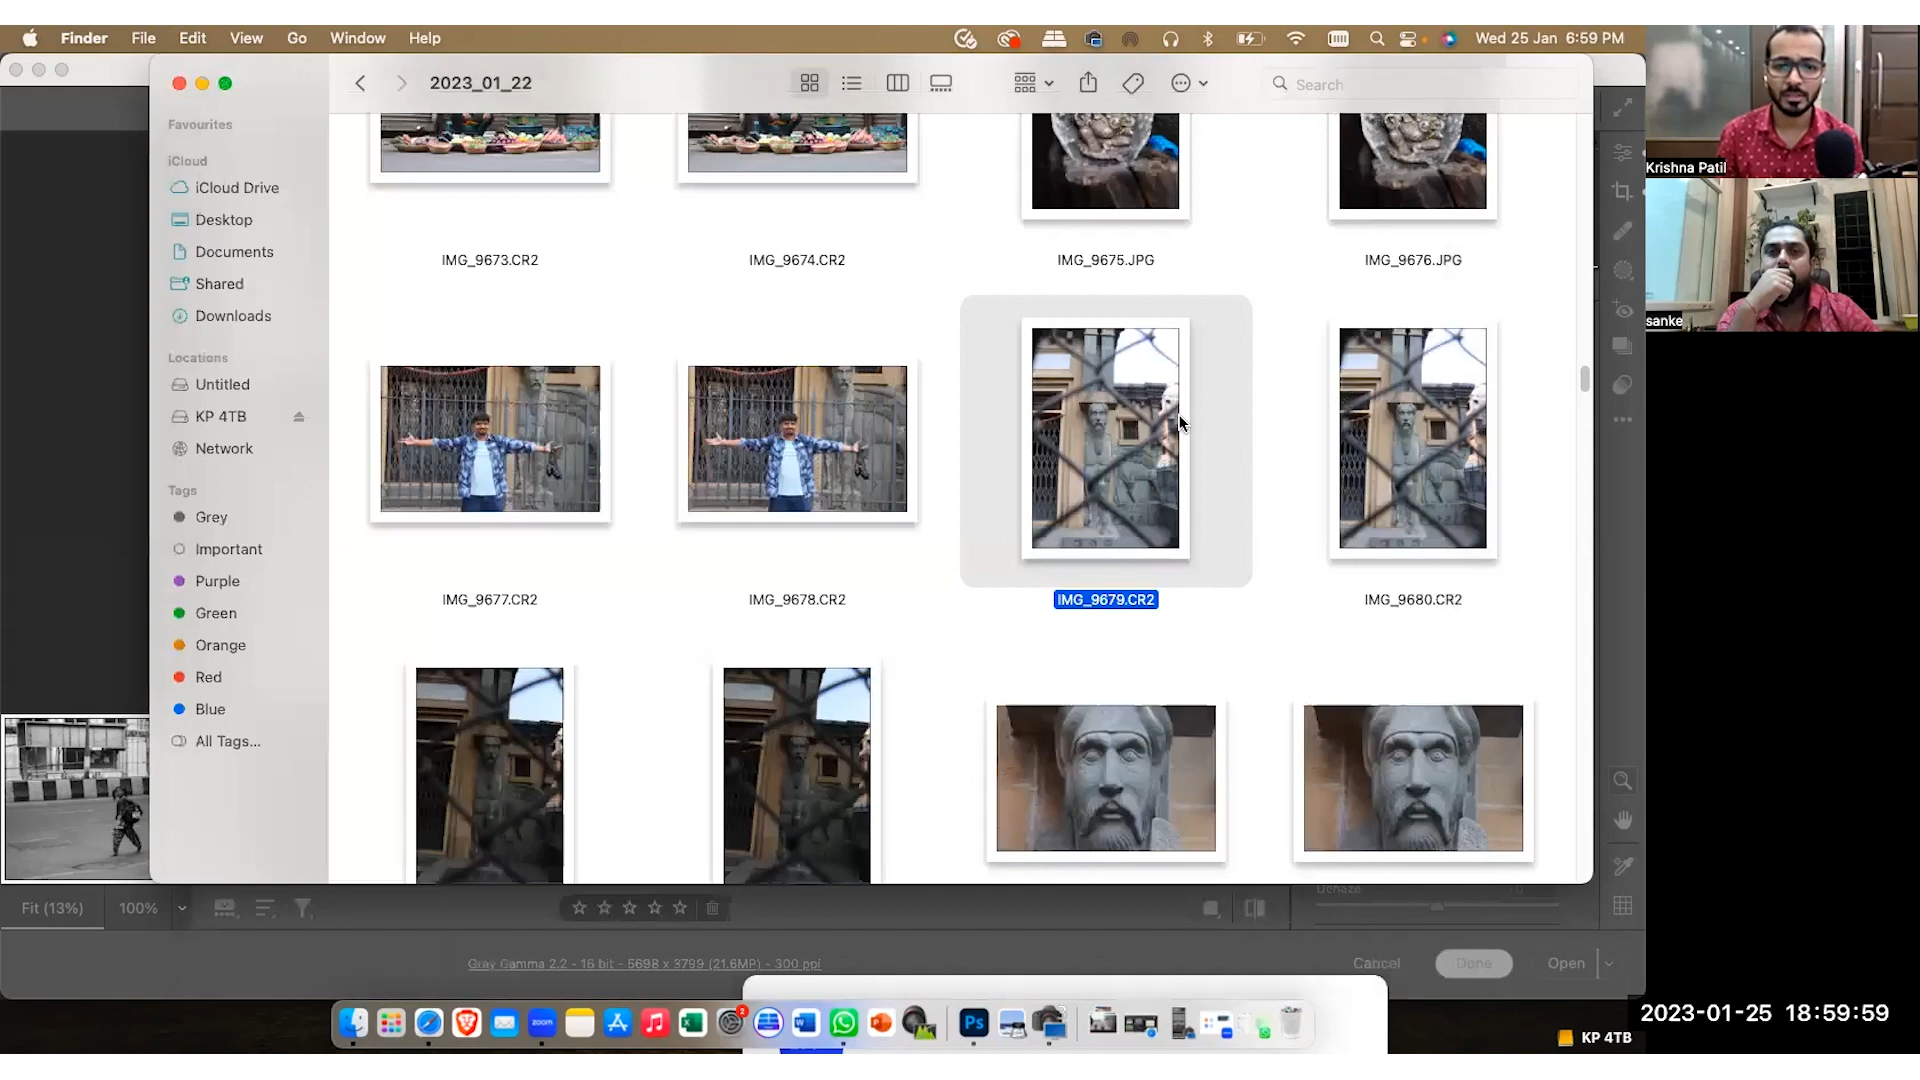 Finder File Edit View Go Window Help
Wed 25 Jan 6:59 PM
2023_01_22
Search
Favourites
iCloud
iCloud Drive
Desktop
Documents
Shared
Downloads
Locations
Untitled
KP 4TB
Network
Tags
Grey
Important
Purple
Green
Orange
Red
Blue
All Tags...
IMG_9673.CR2
IMG_9674.CR2
IMG_9675.JPG
IMG_9676.JPG
IMG_9677.CR2
IMG_9678.CR2
IMG_9679.CR2
IMG_9680.CR2
Krishna Patil
sanke
Dehaze
Fit (13%)
100%
Gray Gamma 2.2 - 16 bit - 5698 x 3799 (21.6MP) - 300 ppi
Cancel
Done
Open
zoom
W
2
Ps
2023-01-25 18:59:59
KP 4TB